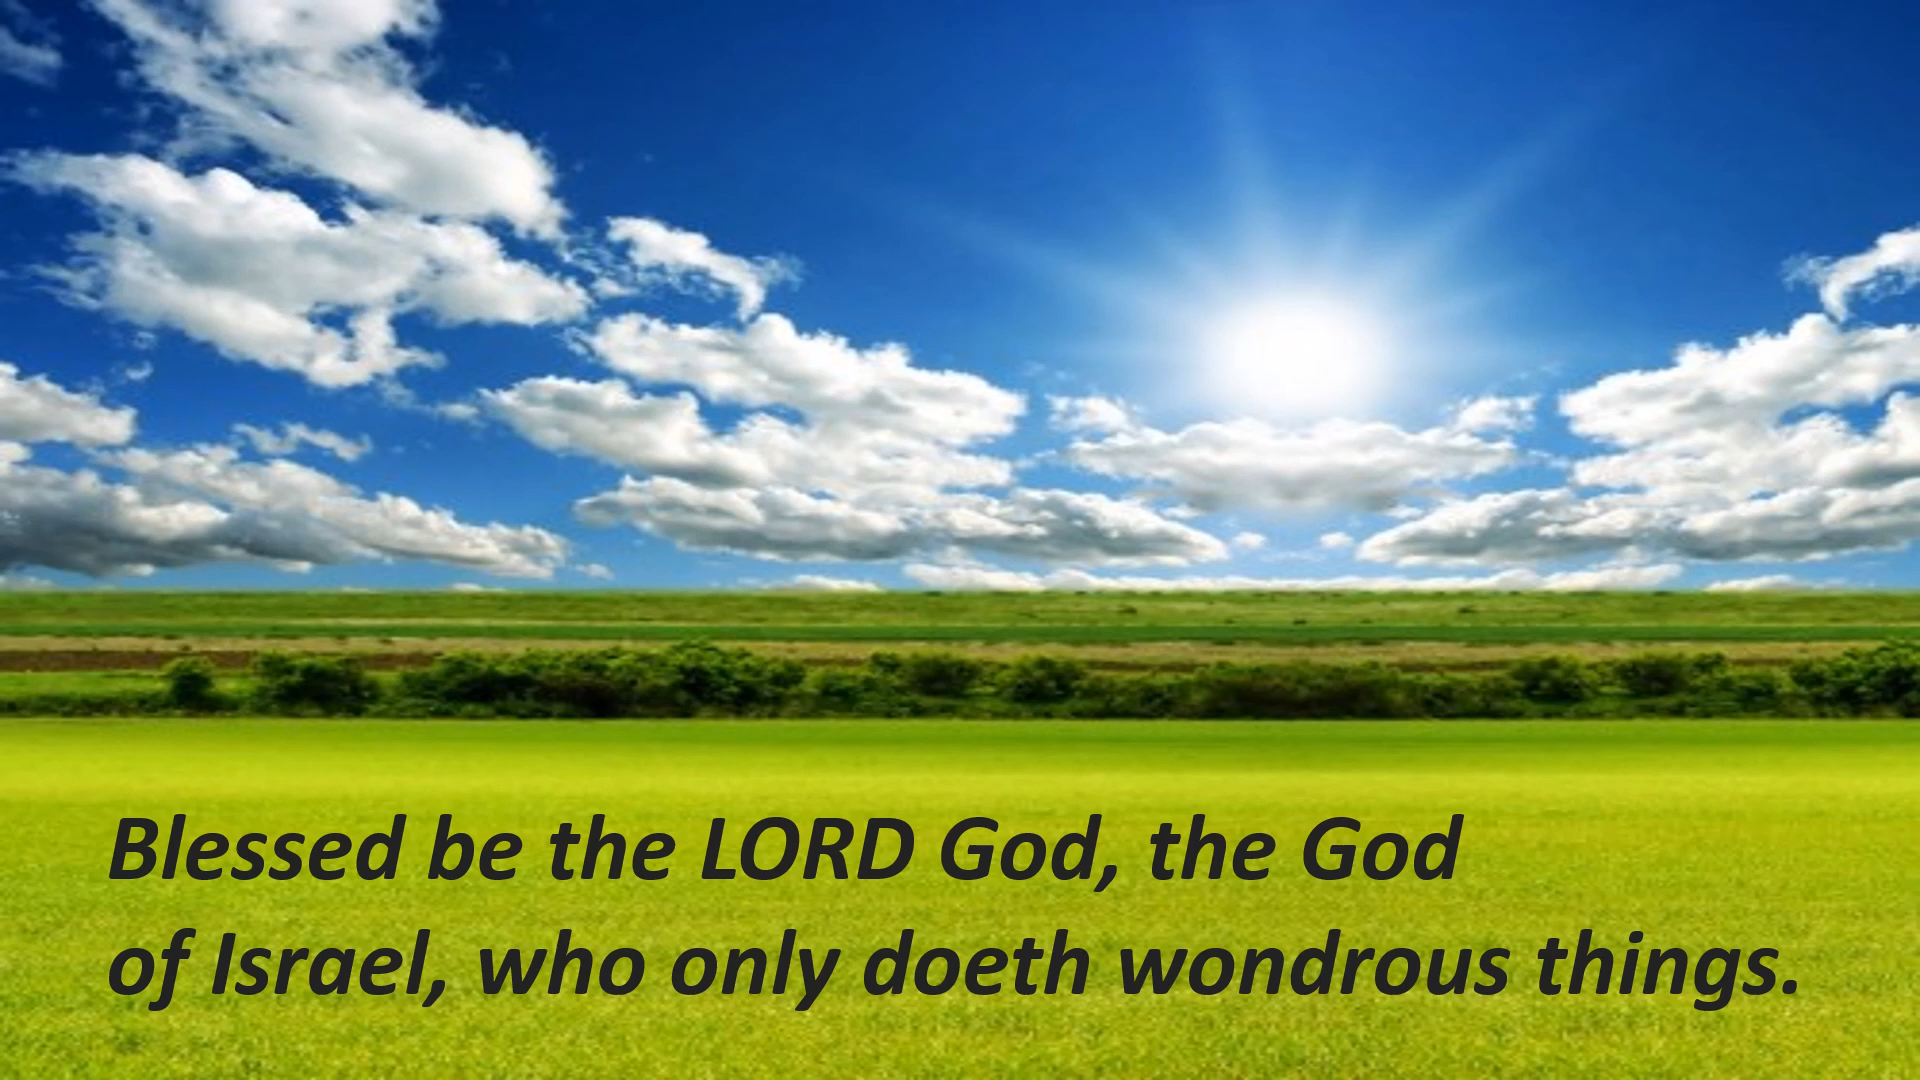 Blessed be the LORD God, the God
of Israel, who only doeth wondrous things.